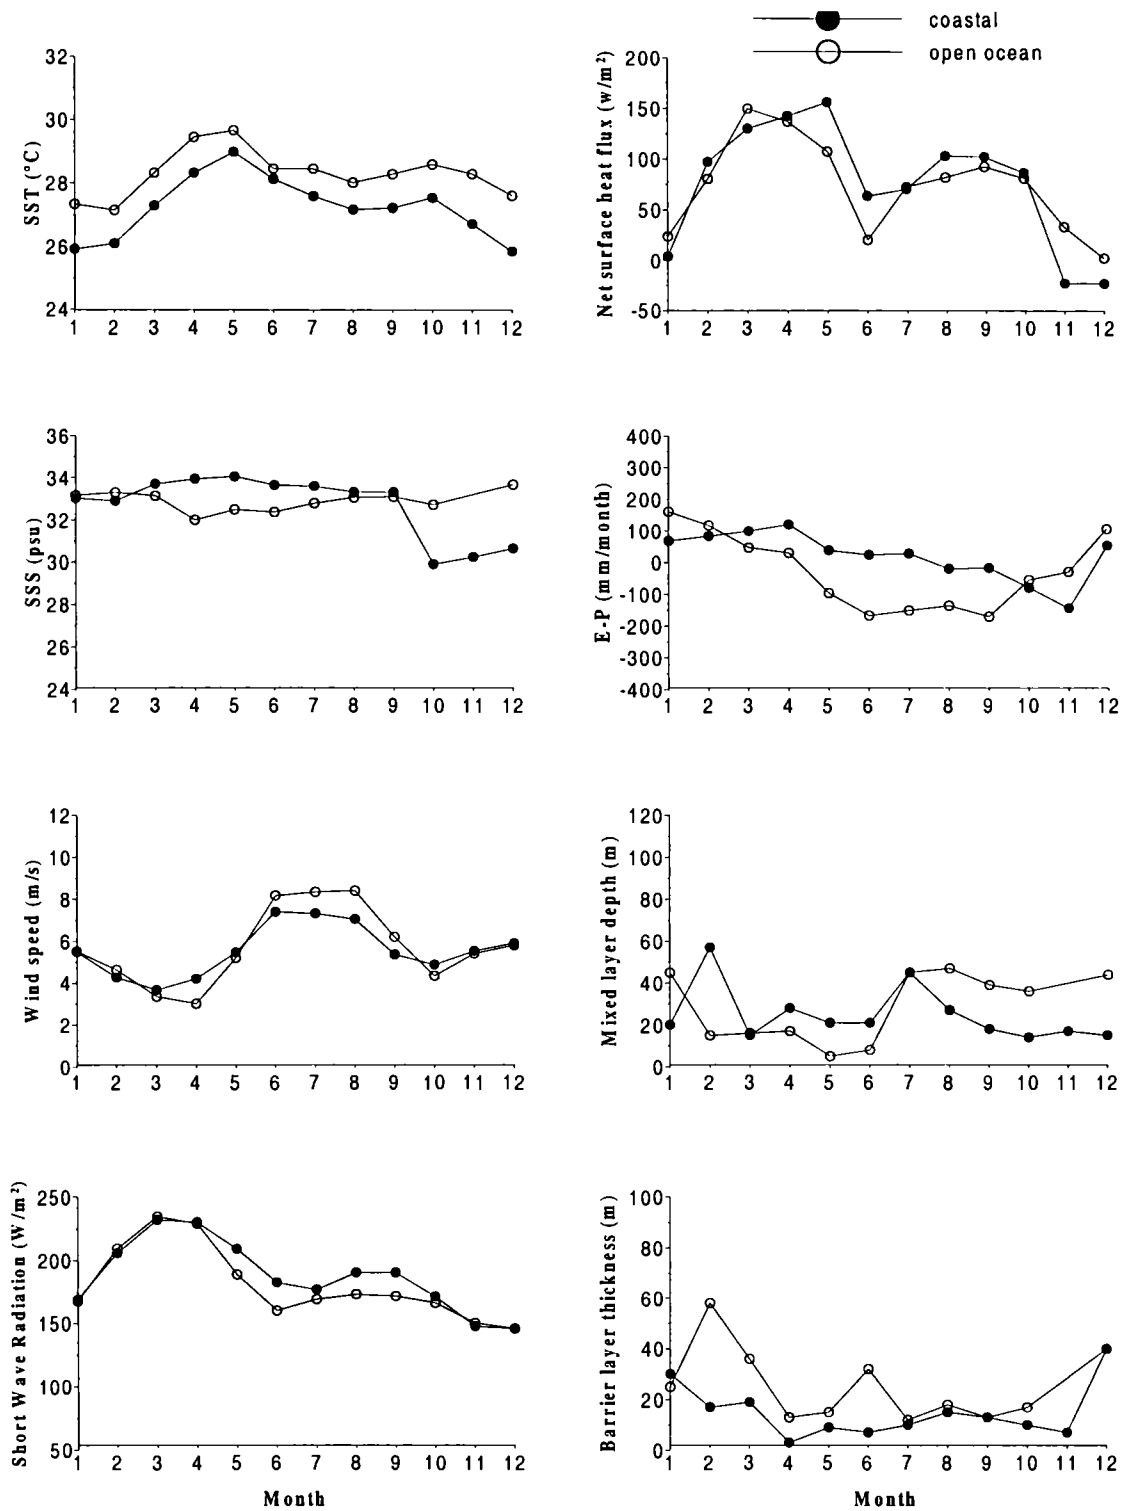 coastal
open ocean
SST (°C)
32
30
28
26
24
1 2 3 4 5 6 7 8 9 10 11 12
Net surface heat flux (w/m²)
200
150
100
50
0
-50
1 2 3 4 5 6 7 8 9 10 11 12
SSS (psu)
36
34
32
30
28
26
24
1 2 3 4 5 6 7 8 9 10 11 12
E-P (mm/month)
400
300
200
100
0
-100
-200
-300
-400
1 2 3 4 5 6 7 8 9 10 11 12
Wind speed (m/s)
12
10
8
6
4
2
0
1 2 3 4 5 6 7 8 9 10 11 12
Mixed layer depth (m)
120
100
80
60
40
20
0
1 2 3 4 5 6 7 8 9 10 11 12
Short Wave Radiation (W/m²)
250
200
150
100
50
1 2 3 4 5 6 7 8 9 10 11 12
Month
Barrier layer thickness (m)
100
80
60
40
20
0
1 2 3 4 5 6 7 8 9 10 11 12
Month